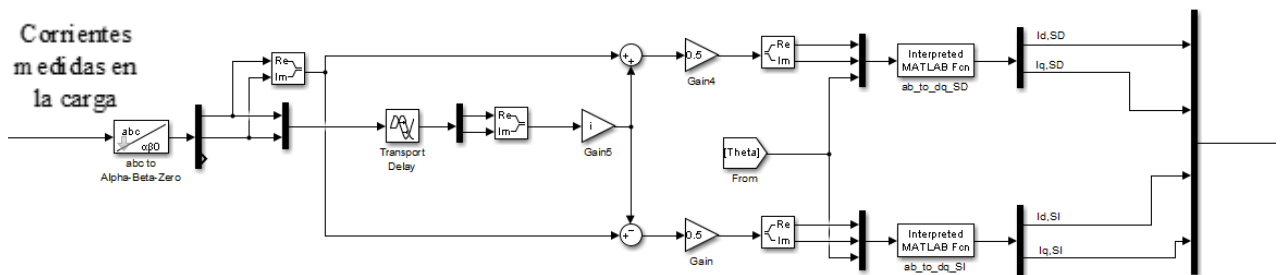 Corrientes
medidas en
la carga
abc
αβ0
abc to
Alpha-Beta-Zero
Re
Im
Transport
Delay
Re
Im
i
Gain5
+
+
0.5
Gain4
Re
Im
Interpreted
MATLAB Fcn
ab_to_dq_SD
Id,SD
Iq,SD
[Theta]
From
+
−
0.5
Gain
Re
Im
Interpreted
MATLAB Fcn
ab_to_dq_SI
Id,SI
Iq,SI